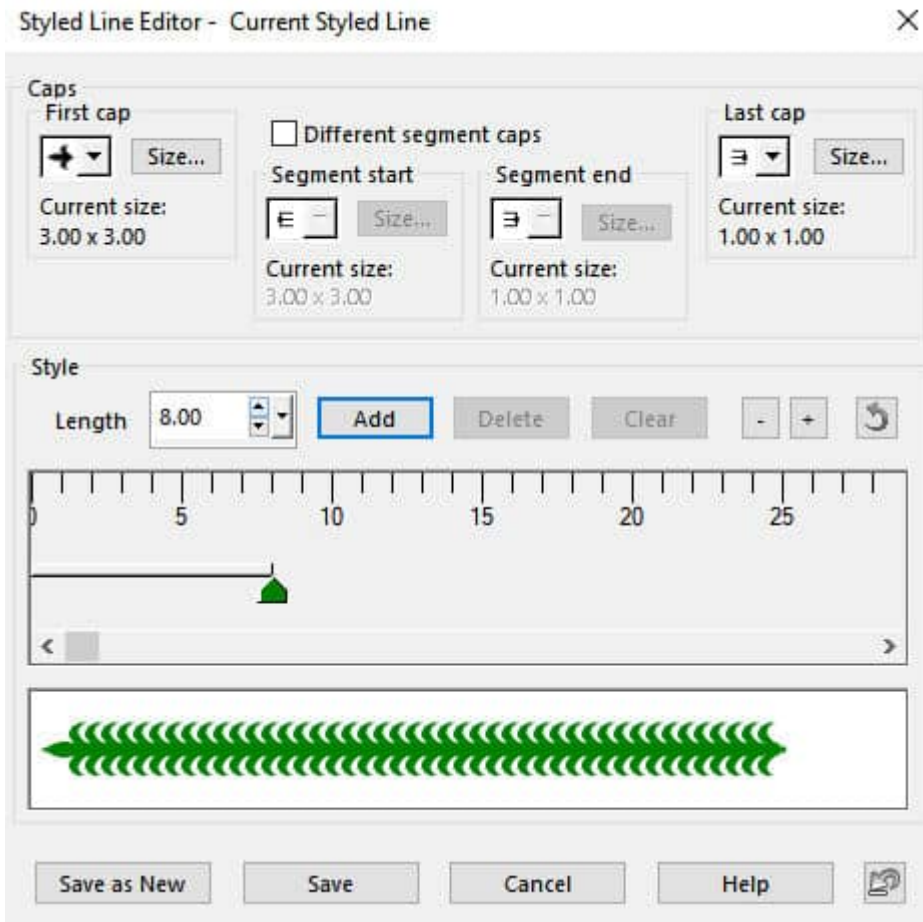 Styled Line Editor - Current Styled Line
Caps
First cap
Size...
Current size:
3.00 x 3.00
Different segment caps
Segment start
Size...
Current size:
3.00 x 3.00
Segment end
Size...
Current size:
1.00 x 1.00
Last cap
Size...
Current size:
1.00 x 1.00
Style
Length 8.00 Add Delete Clear - +
0 5 10 15 20 25
Save as New Save Cancel Help